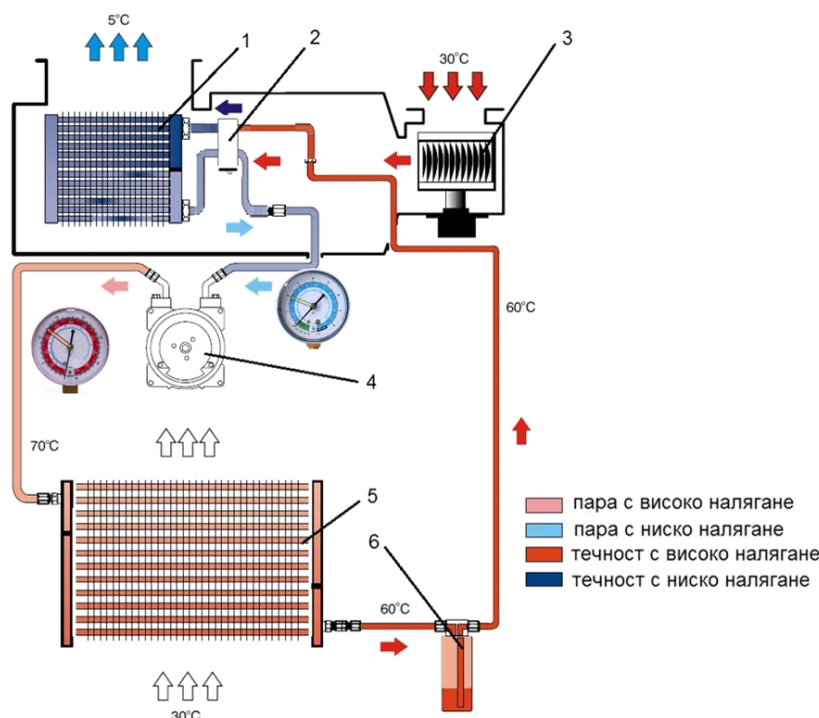 5°C
1
2
3
30°C
60°C
4
70°C
5
6
пара с високо налягане
пара с ниско налягане
течност с високо налягане
течност с ниско налягане
60°C
30°C